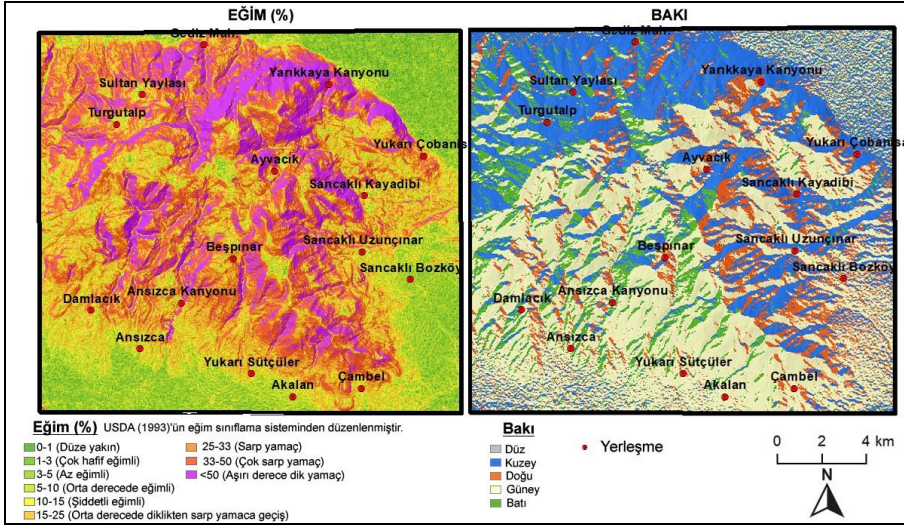 EĞİM (%)
BAKI
Gediz Mah.
Sultan Yaylası
Yarıkkaya Kanyonu
Turgutalp
Yukarı Çobanisa
Ayvacık
Sancaklı Kayadibi
Sancaklı Uzunçınar
Beşpınar
Sancaklı Bozköy
Ansızca Kanyonu
Damlacık
Ansızca
Yukarı Sütçüler
Çambel
Akalan
Yarıkkaya Kanyonu
Sultan Yaylası
Turgutalp
Yukarı Çobanisa
Ayvacık
Sancaklı Kayadibi
Sancaklı Uzunçınar
Beşpınar
Sancaklı Bozköy
Ansızca Kanyonu
Damlacık
Ansızca
Yukarı Sütçüler
Çambel
Akalan
Eğim (%) USDA (1993)'ün eğim sınıflama sisteminden düzenlenmiştir.
0-1 (Düze yakın)
1-3 (Çok hafif eğimli)
3-5 (Az eğimli)
5-10 (Orta derecede eğimli)
10-15 (Şiddetli eğimli)
15-25 (Orta derecede diklikten sarp yamaca geçiş)
25-33 (Sarp yamaç)
33-50 (Çok sarp yamaç)
<50 (Aşırı derece dik yamaç)
Bakı
Düz
Kuzey
Doğu
Güney
Batı
Yerleşme
0 2 4 km
N